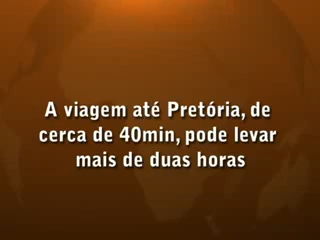 A viagem até Pretória, de
cerca de 40min, pode levar
mais de duas horas